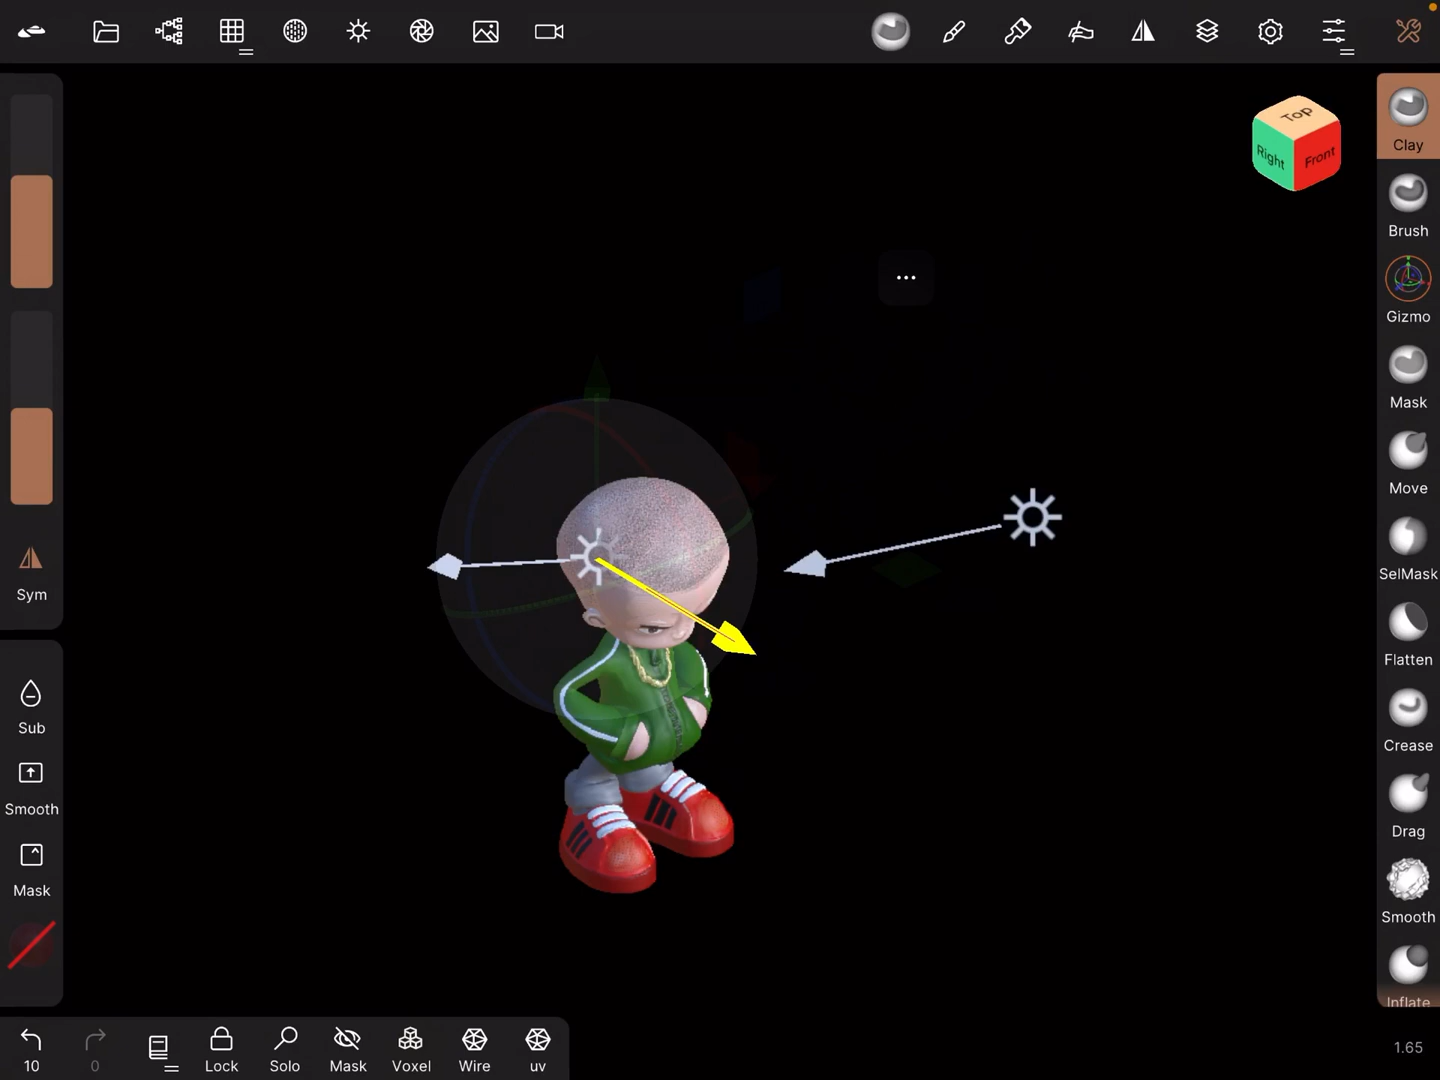 Top
Right
Front
Clay
Brush
Gizmo
Mask
Move
SelMask
Flatten
Crease
Drag
Smooth
Inflate
Sym
Sub
Smooth
Mask
10
0
Lock
Solo
Mask
Voxel
Wire
uv
1.65